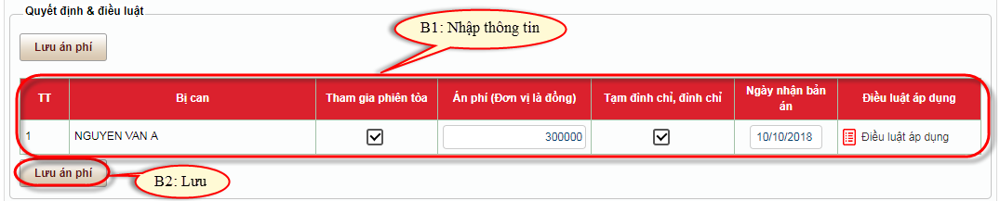 Quyết định & điều luật
B1: Nhập thông tin
Lưu án phí
TT Bị can Tham gia phiên tòa Án phí (Đơn vị là đồng) Tạm đình chỉ, đình chỉ Ngày nhận bản án Điều luật áp dụng
1 NGUYEN VAN A 300000 10/10/2018 Điều luật áp dụng
Lưu án phí
B2: Lưu